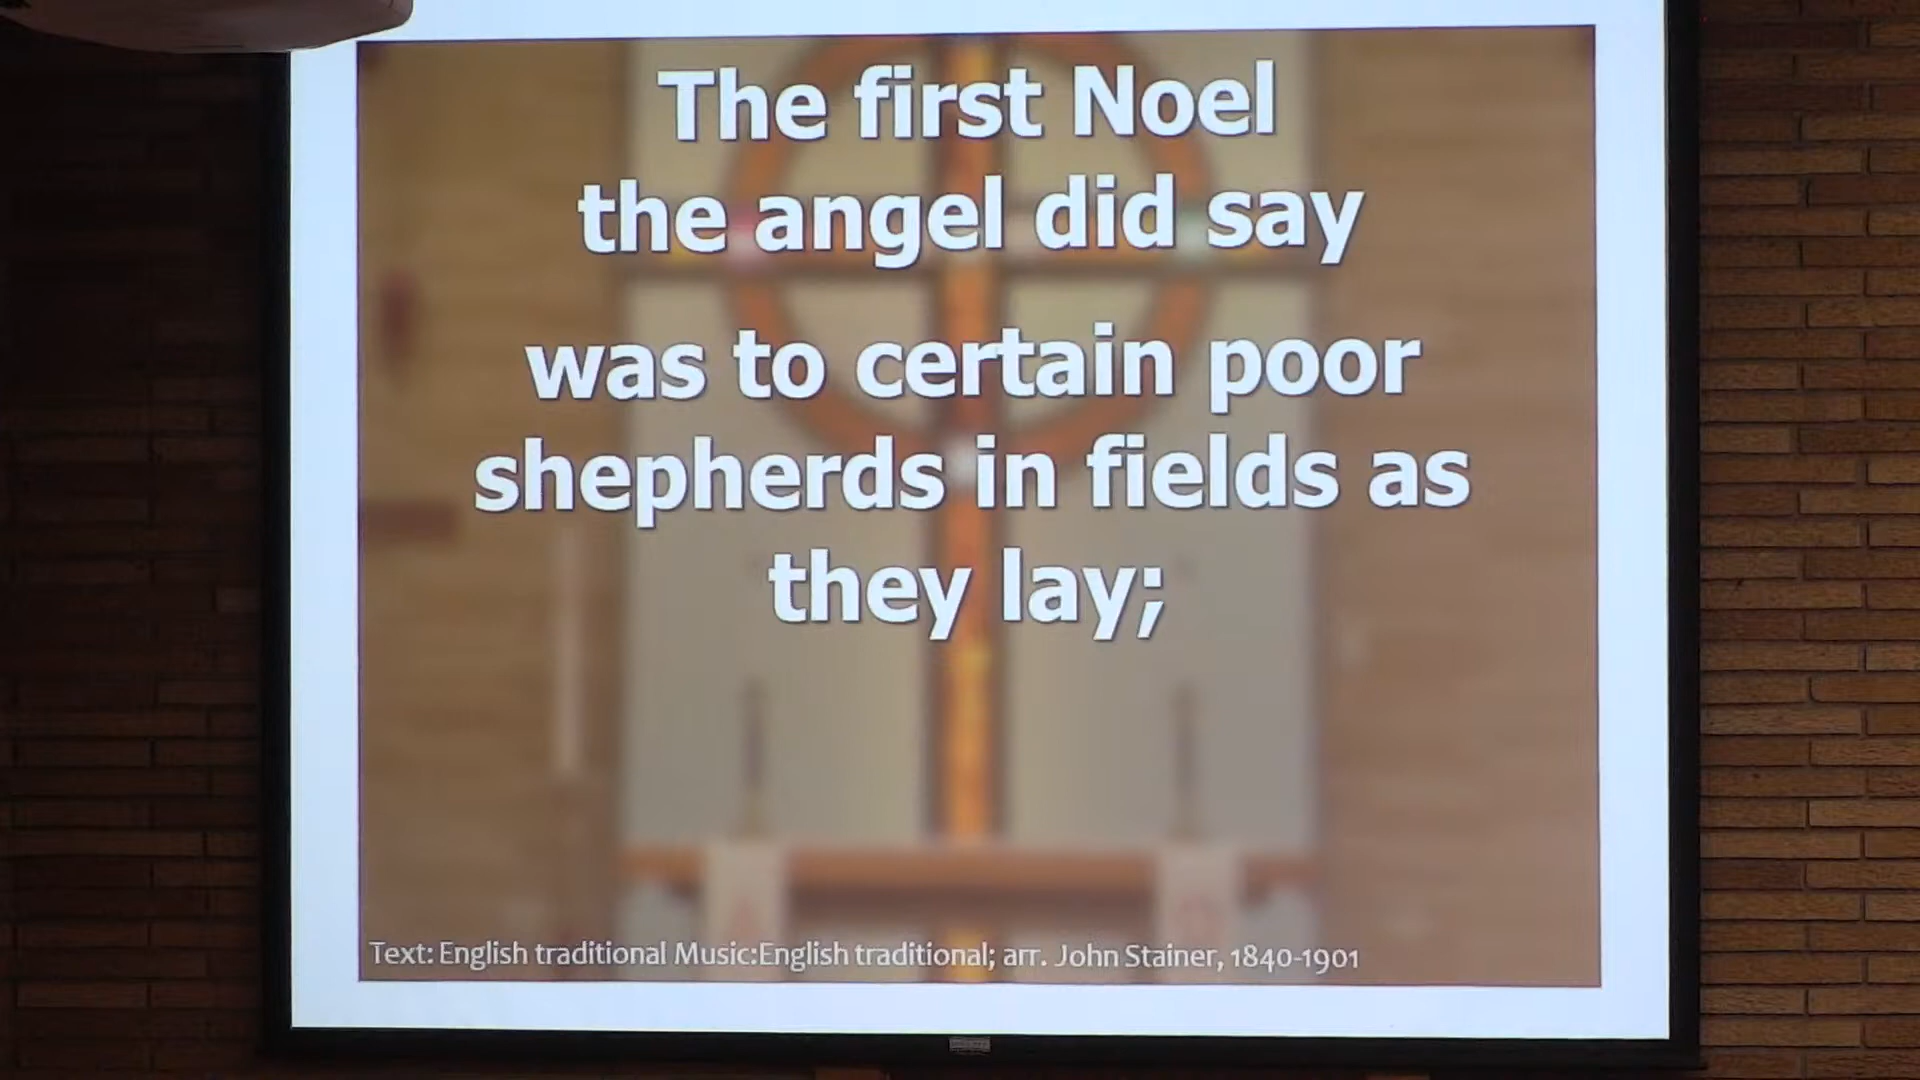 The first Noel
the angel did say
was to certain poor
shepherds in fields as
they lay;
Text: English traditional Music:English traditional; arr. John Stainer, 1840-1901